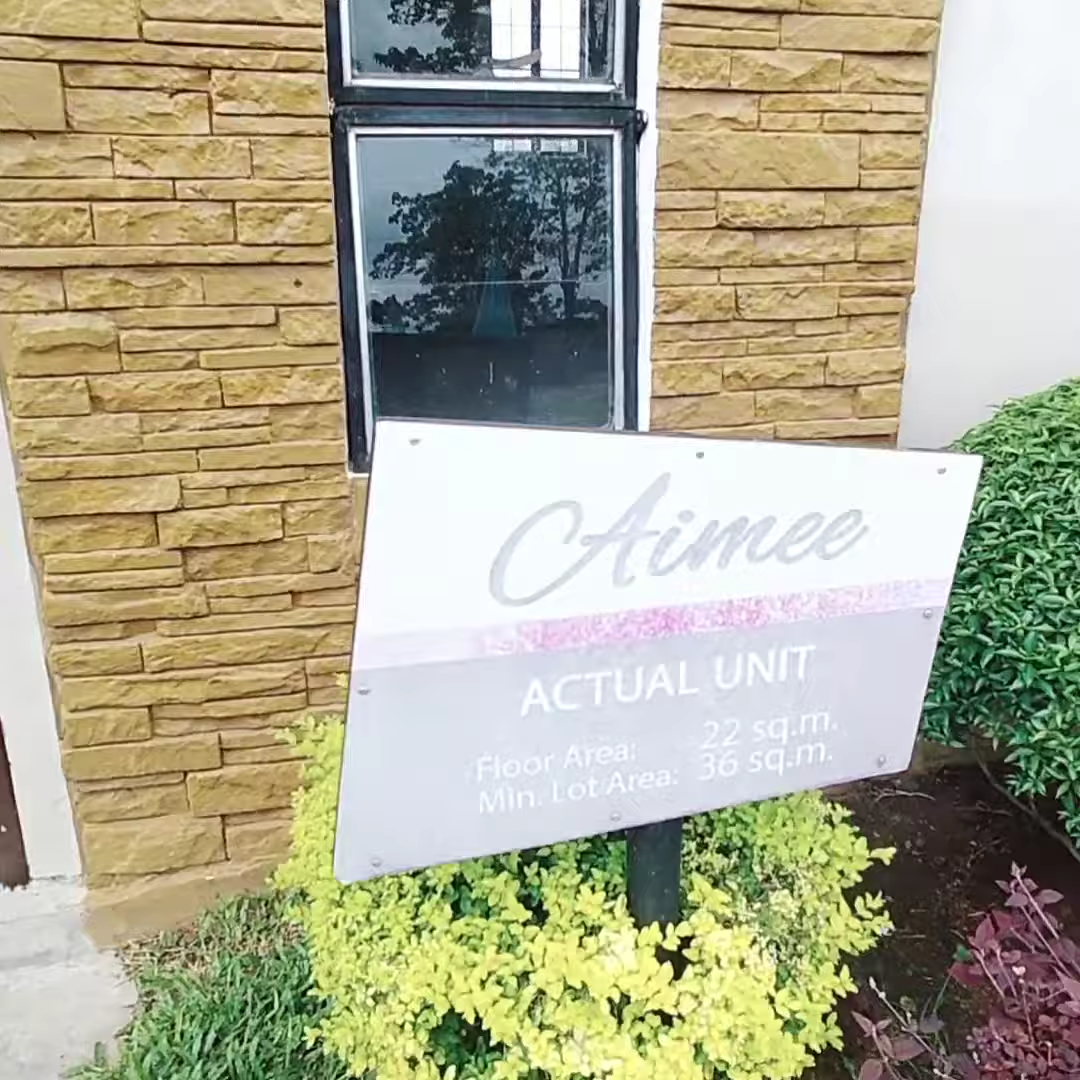 Aimee
ACTUAL UNIT
Floor Area: 22 sq.m.
Min. Lot Area: 36 sq.m.